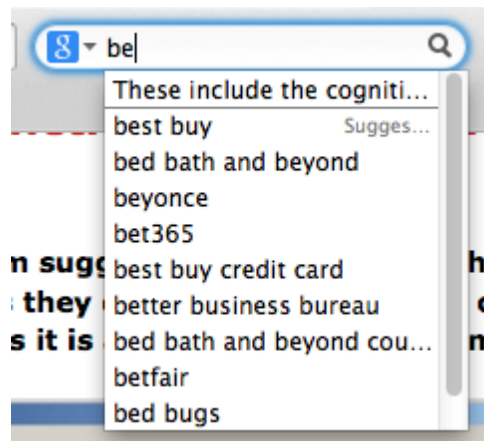 8 be
These include the cogniti...
best buy Sugges...
bed bath and beyond
beyonce
bet365
m sugg best buy credit card h
they better business bureau
s it is bed bath and beyond cou...
betfair
bed bugs